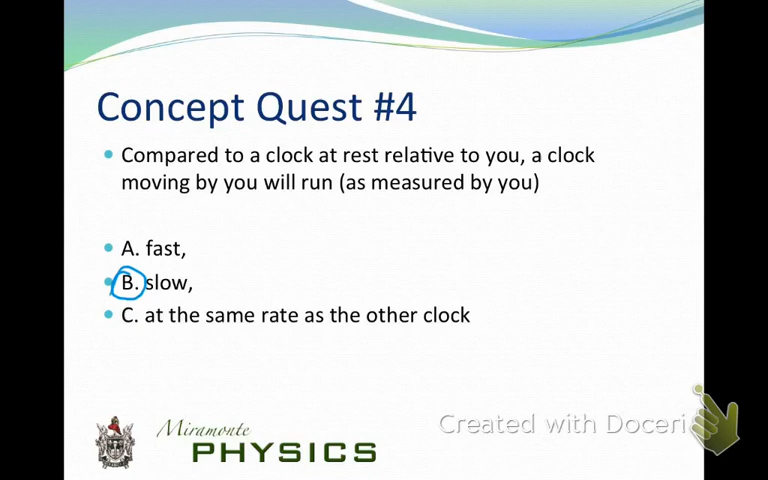 Concept Quest #4
• Compared to a clock at rest relative to you, a clock
moving by you will run (as measured by you)
• A. fast,
• B. slow,
• C. at the same rate as the other clock
Miramonte
PHYSICS
Created with Doceri